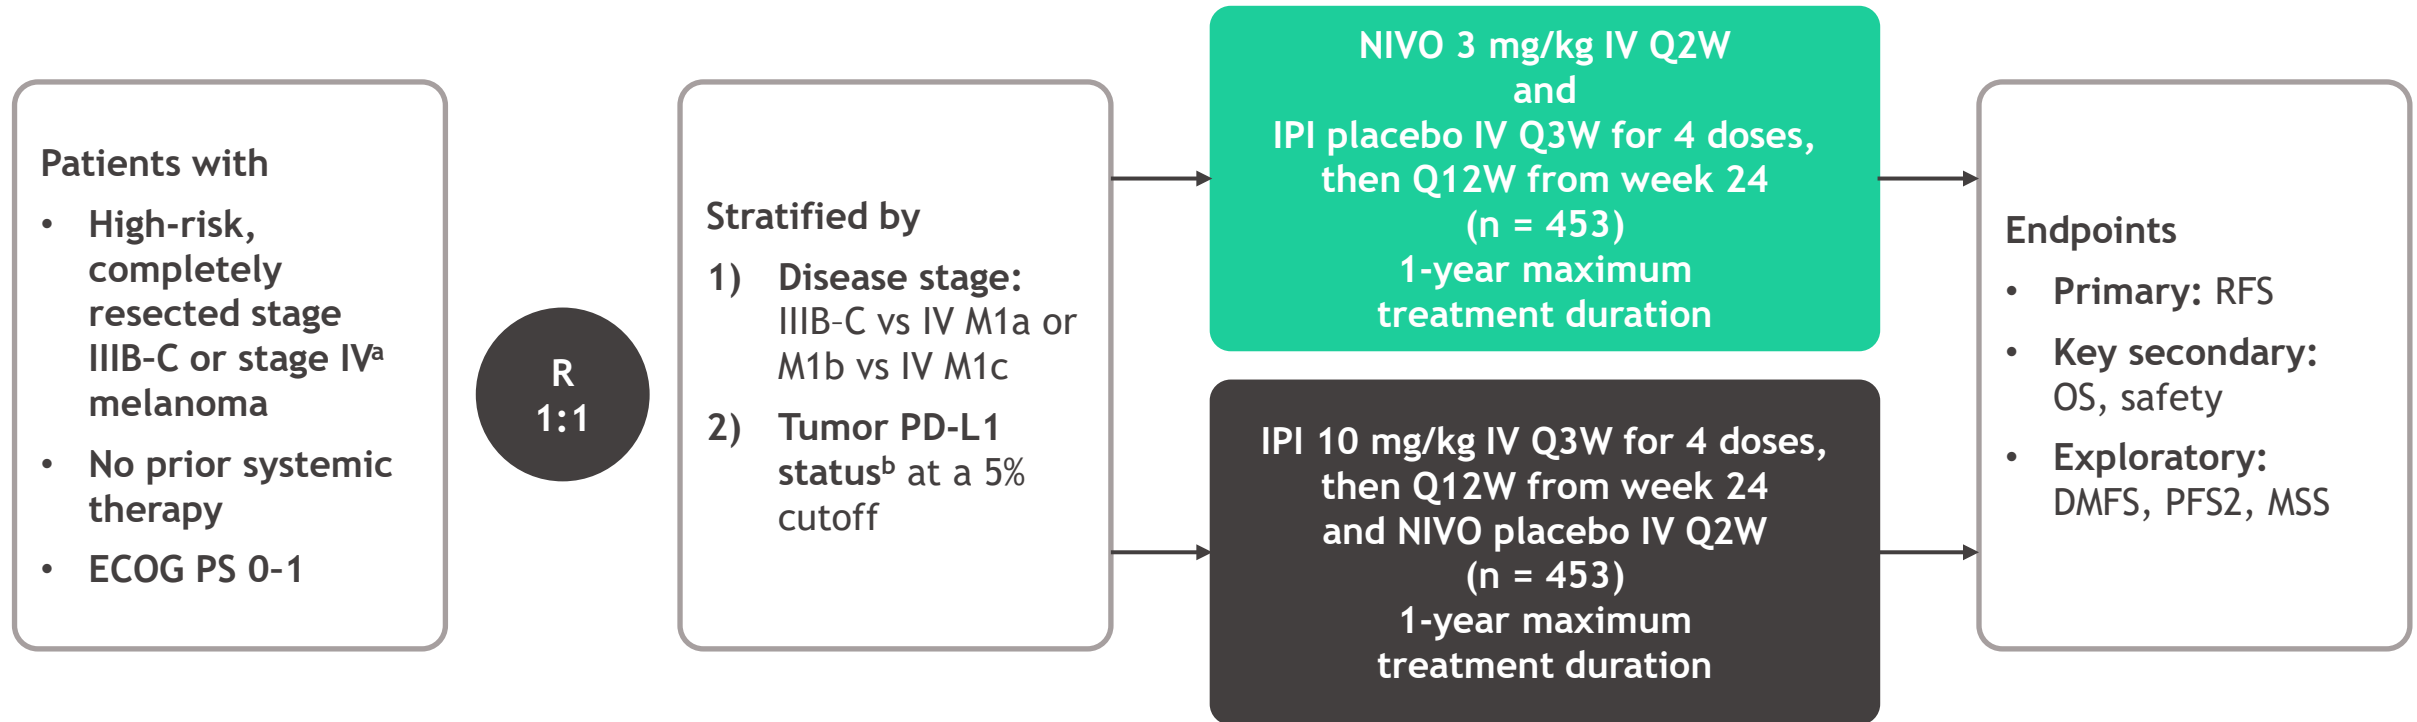 Patients with
• High-risk,
completely
resected stage
IIIB–C or stage IVᵃ
melanoma
• No prior systemic
therapy
• ECOG PS 0–1
R
1:1
Stratified by
1) Disease stage:
IIIB–C vs IV M1a or
M1b vs IV M1c
2) Tumor PD-L1
statusᵇ at a 5%
cutoff
NIVO 3 mg/kg IV Q2W
and
IPI placebo IV Q3W for 4 doses,
then Q12W from week 24
(n = 453)
1-year maximum
treatment duration
IPI 10 mg/kg IV Q3W for 4 doses,
then Q12W from week 24
and NIVO placebo IV Q2W
(n = 453)
1-year maximum
treatment duration
Endpoints
• Primary: RFS
• Key secondary:
OS, safety
• Exploratory:
DMFS, PFS2, MSS